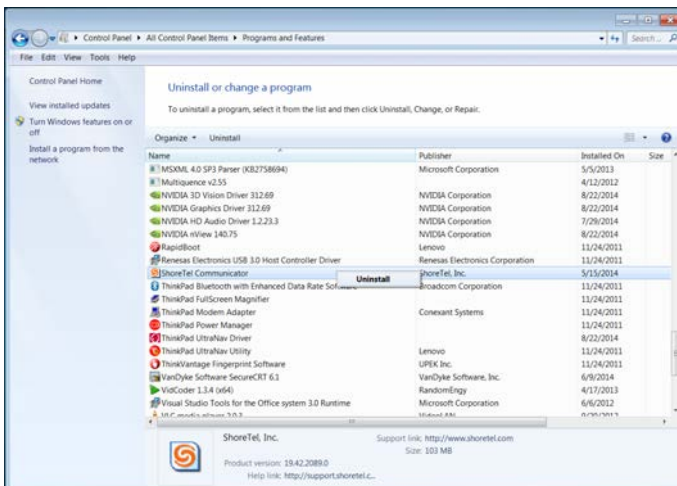 Control Panel ▸ All Control Panel Items ▸ Programs and Features
Search...
File Edit View Tools Help
Control Panel Home
View installed updates
Turn Windows features on or off
Install a program from the network
Uninstall or change a program
To uninstall a program, select it from the list and then click Uninstall, Change, or Repair.
Organize Uninstall
Name Publisher Installed On Size
MSXML 4.0 SP3 Parser (KB2758694) Microsoft Corporation 5/5/2013
Multiquence v2.55 4/12/2012
NVIDIA 3D Vision Driver 312.69 NVIDIA Corporation 8/22/2014
NVIDIA Graphics Driver 312.69 NVIDIA Corporation 8/22/2014
NVIDIA HD Audio Driver 1.2.23.3 NVIDIA Corporation 7/29/2014
NVIDIA nView 140.75 NVIDIA Corporation 8/22/2014
RapidBoot Lenovo 11/24/2011
Renesas Electronics USB 3.0 Host Controller Driver Renesas Electronics Corporation 11/24/2011
ShoreTel Communicator ShoreTel, Inc. 5/15/2014
Uninstall
ThinkPad Bluetooth with Enhanced Data Rate Broadcom Corporation 11/24/2011
ThinkPad FullScreen Magnifier 11/24/2011
ThinkPad Modem Adapter Conexant Systems 11/24/2011
ThinkPad Power Manager 11/24/2011
ThinkPad UltraNav Driver 8/22/2014
ThinkPad UltraNav Utility Lenovo 11/24/2011
ThinkVantage Fingerprint Software UPEK Inc. 11/24/2011
VanDyke Software SecureCRT 6.1 VanDyke Software, Inc. 6/9/2014
VidCoder 1.3.4 (x64) RandomEngy 4/17/2013
Visual Studio Tools for the Office system 3.0 Runtime Microsoft Corporation 6/6/2012
VLC media player 2.0.3 VideoLAN
ShoreTel, Inc. Support link: http://www.shoretel.com
Size: 103 MB
Product version: 19.42.2089.0
Help link: http://support.shoretel.c...